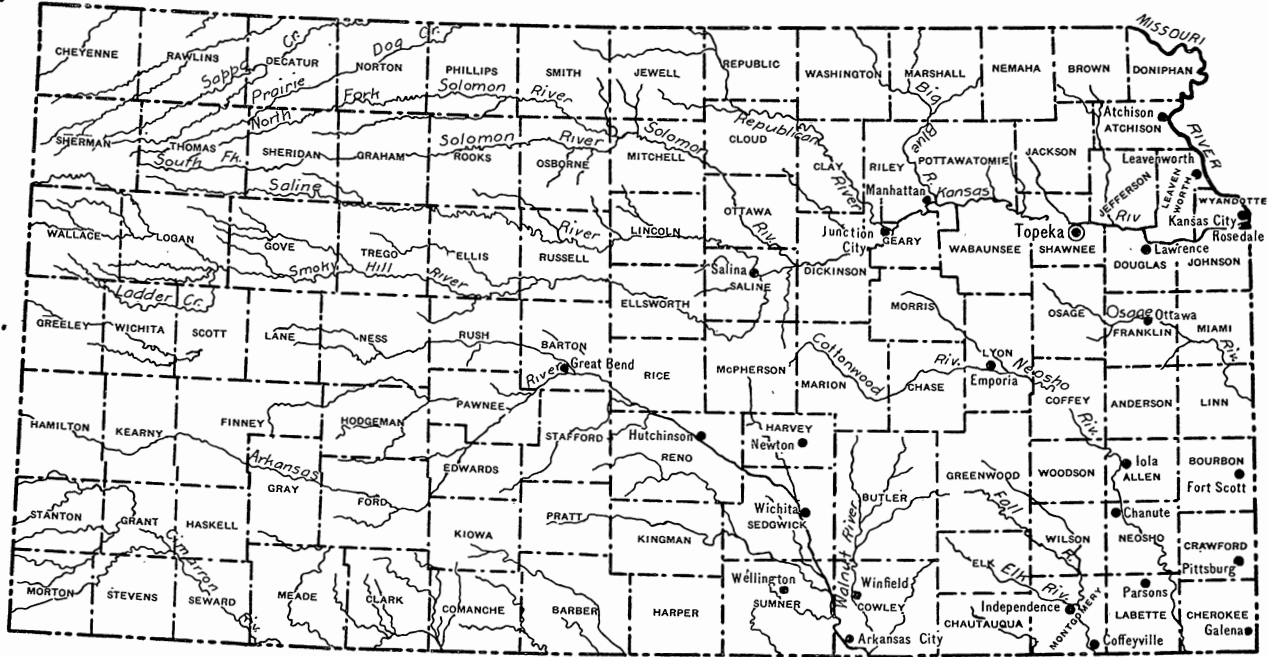 MISSOURI
RIVER
CHEYENNE
RAWLINS
Sappa Cr.
DECATUR
Prairie Dog Cr.
NORTON
PHILLIPS
SMITH
JEWELL
REPUBLIC
WASHINGTON
MARSHALL
NEMAHA
BROWN
DONIPHAN
North Fork Solomon River
Big Blue R.
Atchison
ATCHISON
SHERMAN
THOMAS
South Fk.
SHERIDAN
GRAHAM
Solomon River
ROOKS
OSBORNE
MITCHELL
Solomon Riv.
CLOUD
Republican River
CLAY
RILEY
POTTAWATOMIE
JACKSON
JEFFERSON
Leavenworth
LEAVEN
WORTH
WYANDOTTE
Kansas City
Rosedale
Manhattan
Kansas Riv
Saline River
WALLACE
LOGAN
GOVE
TREGO
ELLIS
RUSSELL
LINCOLN
OTTAWA
Junction
City
GEARY
WABAUNSEE
Topeka
SHAWNEE
Lawrence
DOUGLAS
JOHNSON
Smoky Hill River
Salina
SALINE
DICKINSON
ELLSWORTH
Ladder Cr.
GREELEY
WICHITA
SCOTT
LANE
NESS
RUSH
BARTON
Great Bend
RICE
MCPHERSON
MARION
Cottonwood Riv.
CHASE
MORRIS
LYON
Emporia
Neosho Riv.
OSAGE
Osage Riv.
Ottawa
FRANKLIN
MIAMI
COFFEY
ANDERSON
LINN
HAMILTON
KEARNY
FINNEY
HODGEMAN
PAWNEE
STAFFORD
Hutchinson
RENO
HARVEY
Newton
Arkansas River
GRAY
FORD
EDWARDS
BUTLER
GREENWOOD
WOODSON
Iola
ALLEN
BOURBON
Fort Scott
STANTON
GRANT
HASKELL
KIOWA
PRATT
KINGMAN
Wichita
SEDGWICK
Walnut River
Fall R.
WILSON
Chanute
NEOSHO
CRAWFORD
Pittsburg
MORTON
STEVENS
SEWARD
Cimarron Riv.
MEADE
CLARK
COMANCHE
BARBER
HARPER
Wellington
SUMNER
Winfield
COWLEY
Arkansas City
ELK
Elk Riv.
CHAUTAUQUA
Independence
MONTGOMERY
Coffeyville
Parsons
LABETTE
CHEROKEE
Galena